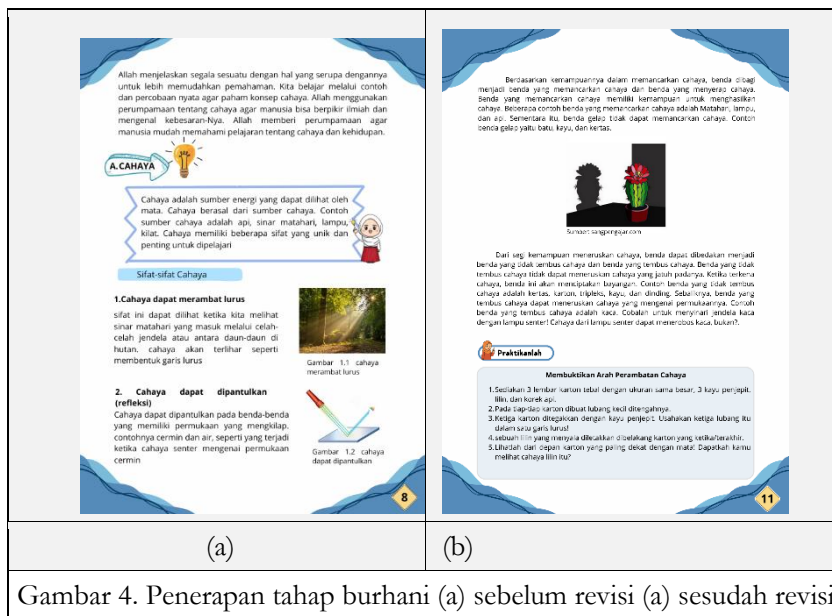 Allah menjelaskan segala sesuatu dengan hal yang serupa dengannya
untuk lebih memudahkan pemahaman. Kita belajar melalui contoh
dan percobaan nyata agar paham konsep cahaya. Allah menggunakan
perumpamaan tentang cahaya agar manusia bisa berpikir ilmiah dan
mengenal kebesaran-Nya. Allah memberi perumpamaan agar
manusia mudah memahami pelajaran tentang cahaya dan kehidupan.
A.CAHAYA
Cahaya adalah sumber energi yang dapat dilihat oleh
mata. Cahaya berasal dari sumber cahaya. Contoh
sumber cahaya adalah api, sinar matahari, lampu,
kilat. Cahaya memiliki beberapa sifat yang unik dan
penting untuk dipelajari
Sifat-sifat Cahaya
1.Cahaya dapat merambat lurus
sifat ini dapat dilihat ketika kita melihat
sinar matahari yang masuk melalui celah-
celah jendela atau antara daun-daun di
hutan. cahaya akan terlihar seperti
membentuk garis lurus
Gambar 1.1 cahaya
merambat lurus
2. Cahaya dapat dipantulkan
(refleksi)
Cahaya dapat dipantulkan pada benda-benda
yang memiliki permukaan yang mengkilap.
contohnya cermin dan air, seperti yang terjadi
ketika cahaya senter mengenai permukaan
cermin
Gambar 1.2 cahaya
dapat dipantulkan
8
Berdasarkan kemampuannya dalam memancarkan cahaya, benda dibagi
menjadi benda yang memancarkan cahaya dan benda yang menyerap cahaya.
Benda yang memancarkan cahaya memiliki kemampuan untuk menghasilkan
cahaya. Beberapa contoh benda yang memancarkan cahaya adalah Matahari, lampu,
dan api. Sementara itu, benda gelap tidak dapat memancarkan cahaya. Contoh
benda gelap yaitu batu, kayu, dan kertas.
Sumber: sangpengajar.com
Dari segi kemampuan meneruskan cahaya, benda dapat dibedakan menjadi
benda yang tidak tembus cahaya dan benda yang tembus cahaya. Benda yang tidak
tembus cahaya tidak dapat meneruskan cahaya yang jatuh padanya. Ketika terkena
cahaya, benda ini akan menciptakan bayangan. Contoh benda yang tidak tembus
cahaya adalah kertas, karton, tripleks, kayu, dan dinding. Sebaliknya, benda yang
tembus cahaya dapat meneruskan cahaya yang mengenai permukaannya. Contoh
benda yang tembus cahaya adalah kaca. Cobalah untuk menyinari jendela kaca
dengan lampu senter! Cahaya dari lampu senter dapat menerobos kaca, bukan?.
Praktikanlah
Membuktikan Arah Perambatan Cahaya
1.Sediakan 3 lembar karton tebal dengan ukuran sama besar, 3 kayu penjepit,
lilin, dan korek api.
2.Pada tiap-tiap karton dibuat lubang kecil ditengahnya.
3.Ketiga karton ditegakkan dengan kayu penjepit. Usahakan ketiga lubang itu
dalam satu garis lurus!
4.sebuah lilin yang menyala diletakkan dibelakang karton yang ketika/terakhir.
5.Lihatlah dari depan karton yang paling dekat dengan mata! Dapatkah kamu
melihat cahaya lilin itu?
11
(a)
(b)
Gambar 4. Penerapan tahap burhani (a) sebelum revisi (a) sesudah revisi